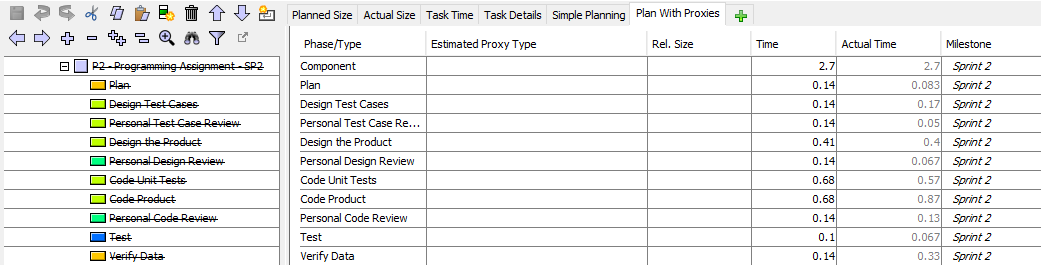 Planned Size Actual Size Task Time Task Details Simple Planning Plan With Proxies
Phase/Type Estimated Proxy Type Rel. Size Time Actual Time Milestone
P2 - Programming Assignment - SP2 Component 2.7 2.7 Sprint 2
Plan Plan 0.14 0.083 Sprint 2
Design Test Cases Design Test Cases 0.14 0.17 Sprint 2
Personal Test Case Review Personal Test Case Re... 0.14 0.05 Sprint 2
Design the Product Design the Product 0.41 0.4 Sprint 2
Personal Design Review Personal Design Review 0.14 0.067 Sprint 2
Code Unit Tests Code Unit Tests 0.68 0.57 Sprint 2
Code Product Code Product 0.68 0.87 Sprint 2
Personal Code Review Personal Code Review 0.14 0.13 Sprint 2
Test Test 0.1 0.067 Sprint 2
Verify Data Verify Data 0.14 0.33 Sprint 2